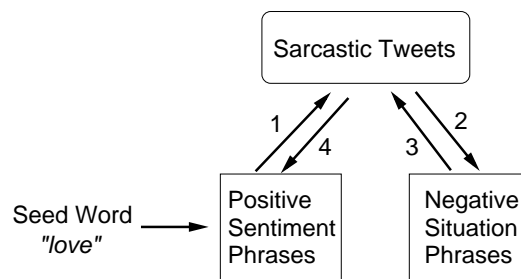 Sarcastic Tweets
1
2
4
3
Seed Word
"love"
Positive
Sentiment
Phrases
Negative
Situation
Phrases